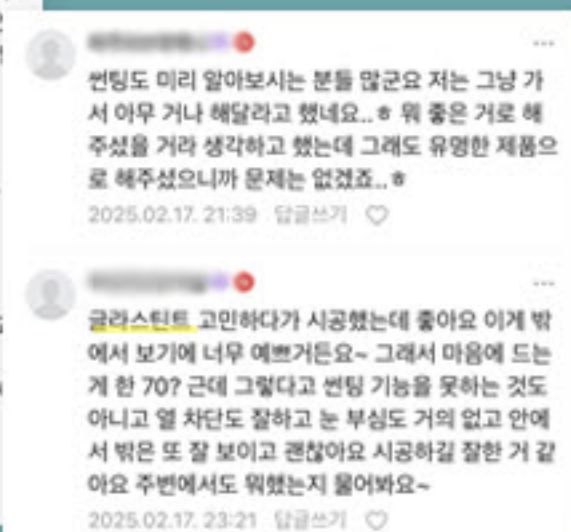 썬팅도 미리 알아보시는 분들 많군요 저는 그냥 가
서 아무 거나 해달라고 했네요..ㅎ 뭐 좋은 거로 해
주셨을 거라 생각하고 했는데 그래도 유명한 제품으
로 해주셨으니까 문제는 없겠죠..ㅎ
2025.02.17. 21:39 답글쓰기
글라스틴트 고민하다가 시공했는데 좋아요 이게 밖
에서 보기에 너무 예쁘거든요~ 그래서 마음에 드는
게 한 70? 근데 그렇다고 썬팅 기능을 못하는 것도
아니고 열 차단도 잘하고 눈 부심도 거의 없고 안에
서 밖은 또 잘 보이고 괜찮아요 시공하길 잘한 거 같
아요 주변에서도 뭐했는지 물어봐요~
2025.02.17. 23:21 답글쓰기